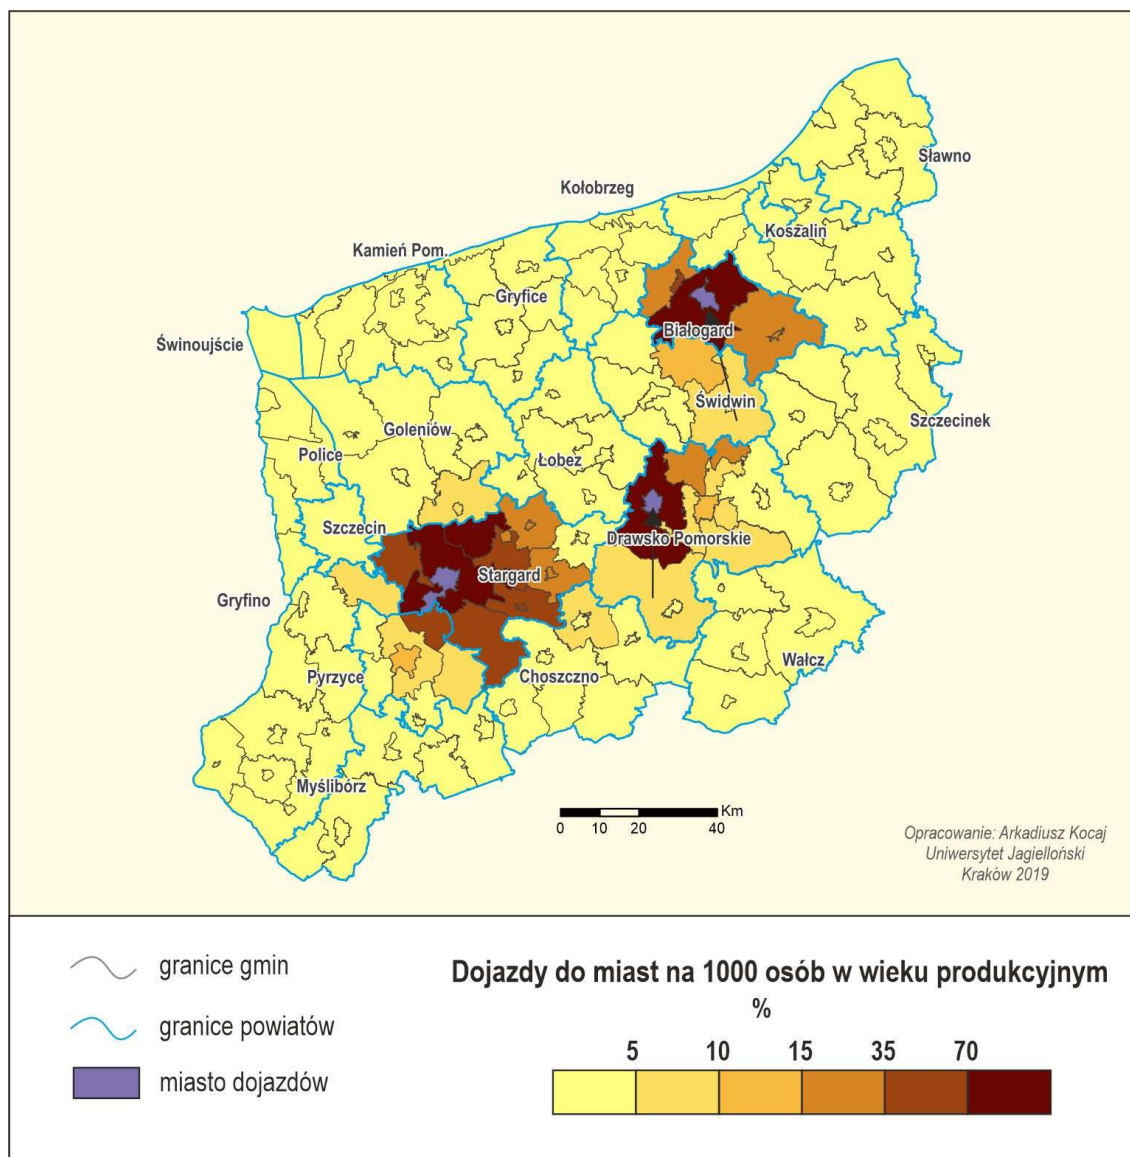 Sławno
Kołobrzeg
Koszalin
Kamień Pom.
Gryfice
Świnoujście
Białogard
Świdwin
Szczecinek
Goleniów
Police
Łobez
Szczecin
Drawsko Pomorskie
Stargard
Gryfino
Wałcz
Pyrzyce
Choszczno
Myślibórz
Km
0 10 20 40
Opracowanie: Arkadiusz Kocaj
Uniwersytet Jagielloński
Kraków 2019
granice gmin
granice powiatów
miasto dojazdów
Dojazdy do miast na 1000 osób w wieku produkcyjnym
%
5 10 15 35 70